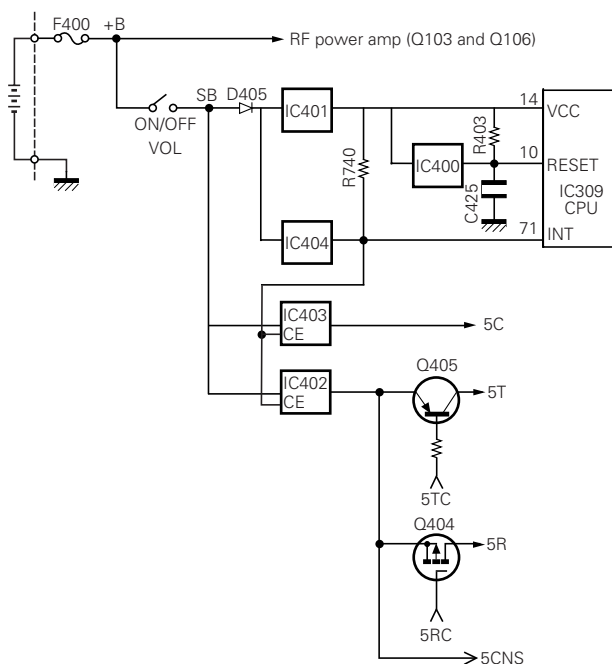 F400 +B
RF power amp (Q103 and Q106)
SB D405
ON/OFF
VOL
IC401
14
VCC
R403
R740
IC400
10
RESET
IC309
CPU
C425
IC404
71
INT
IC403
CE
5C
IC402
CE
Q405
5T
5TC
Q404
5R
5RC
5CNS